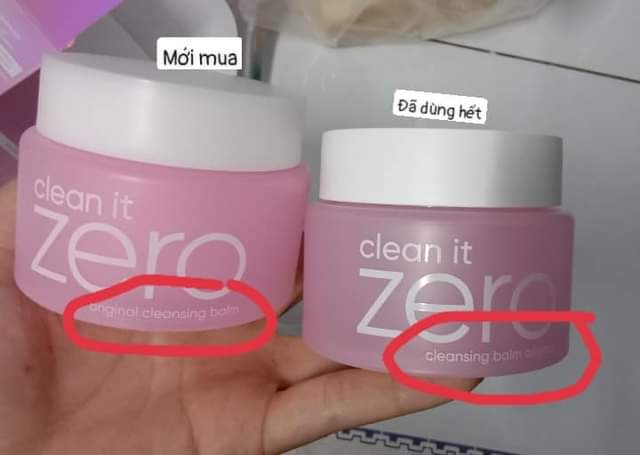 Mới mua
clean it
zero
original cleansing balm
Đã dùng hết
clean it
zero
cleansing balm original